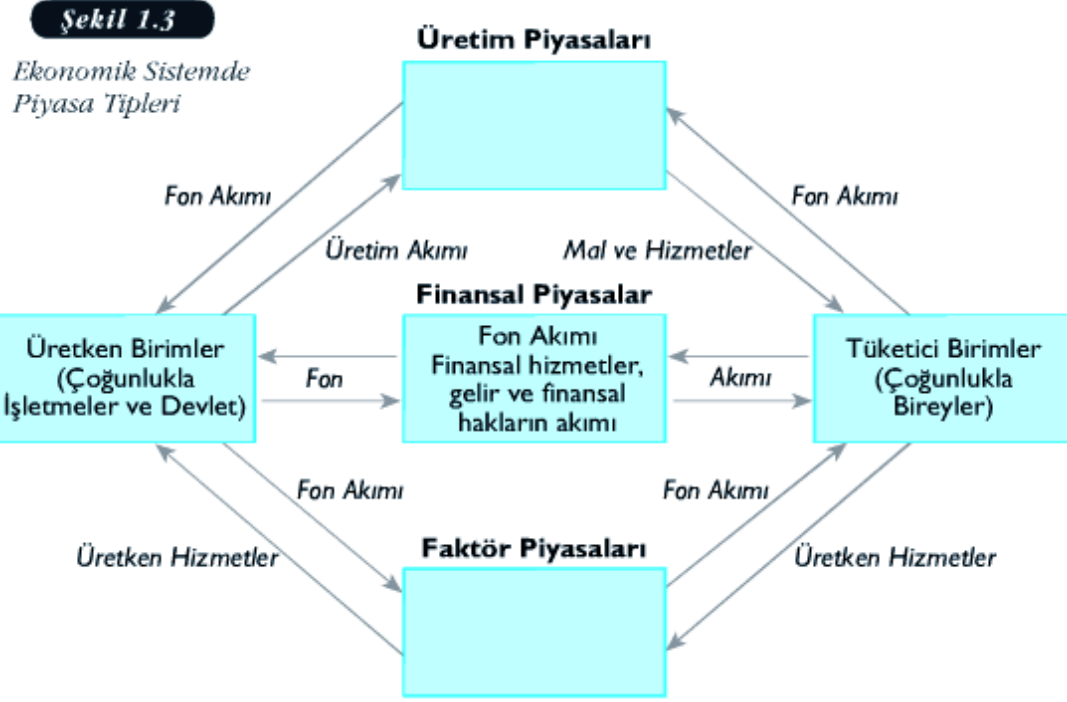 Şekil 1.3
Ekonomik Sistemde
Piyasa Tipleri
Üretim Piyasaları
Fon Akımı
Fon Akımı
Üretim Akımı
Mal ve Hizmetler
Finansal Piyasalar
Üretken Birimler
(Çoğunlukla
İşletmeler ve Devlet)
Fon
Fon Akımı
Finansal hizmetler,
gelir ve finansal
hakların akımı
Akımı
Tüketici Birimler
(Çoğunlukla
Bireyler)
Fon Akımı
Fon Akımı
Üretken Hizmetler
Faktör Piyasaları
Üretken Hizmetler